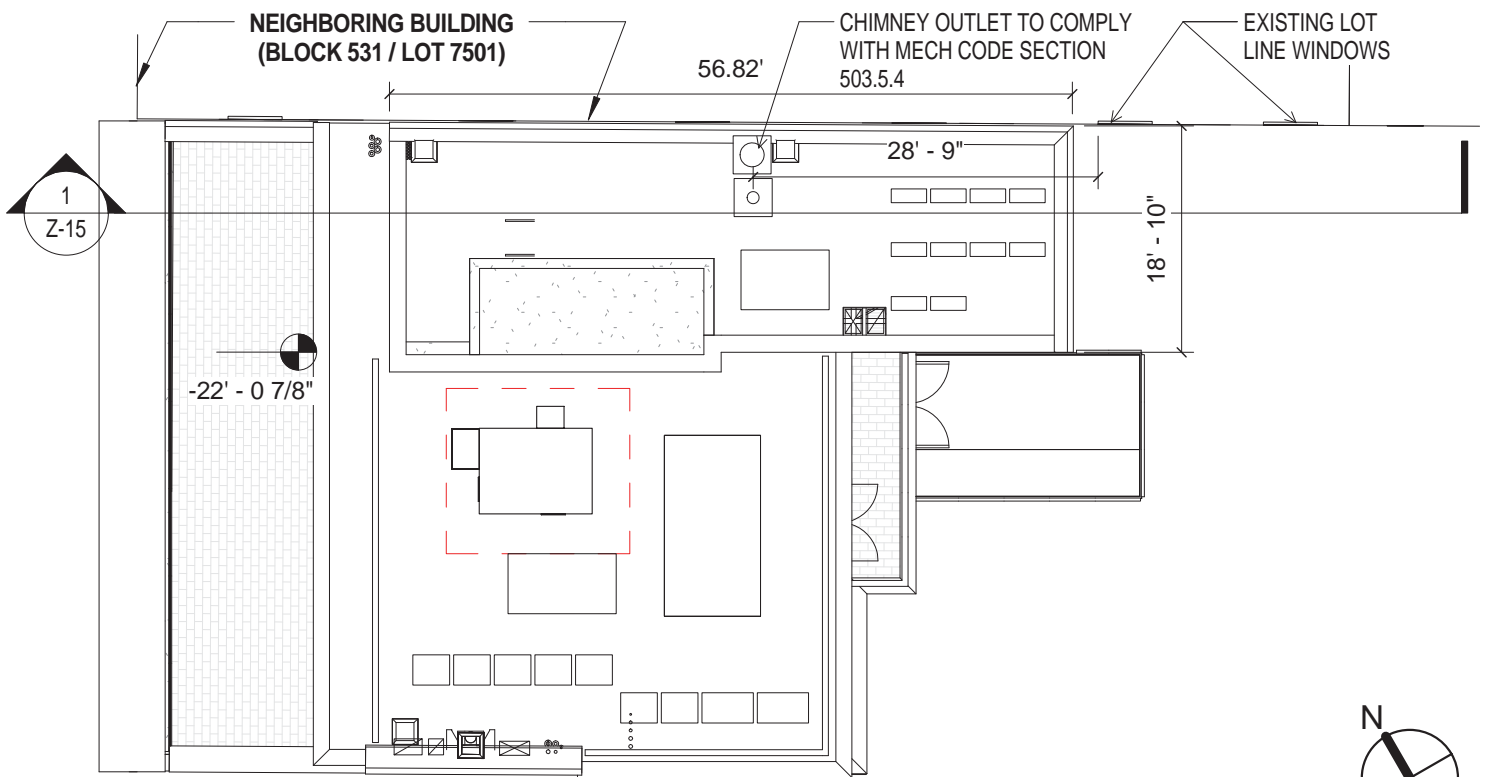 NEIGHBORING BUILDING
(BLOCK 531 / LOT 7501)
CHIMNEY OUTLET TO COMPLY
WITH MECH CODE SECTION
503.5.4
EXISTING LOT
LINE WINDOWS
56.82'
28' - 9"
1
Z-15
18' - 10"
-22' - 0 7/8"
N